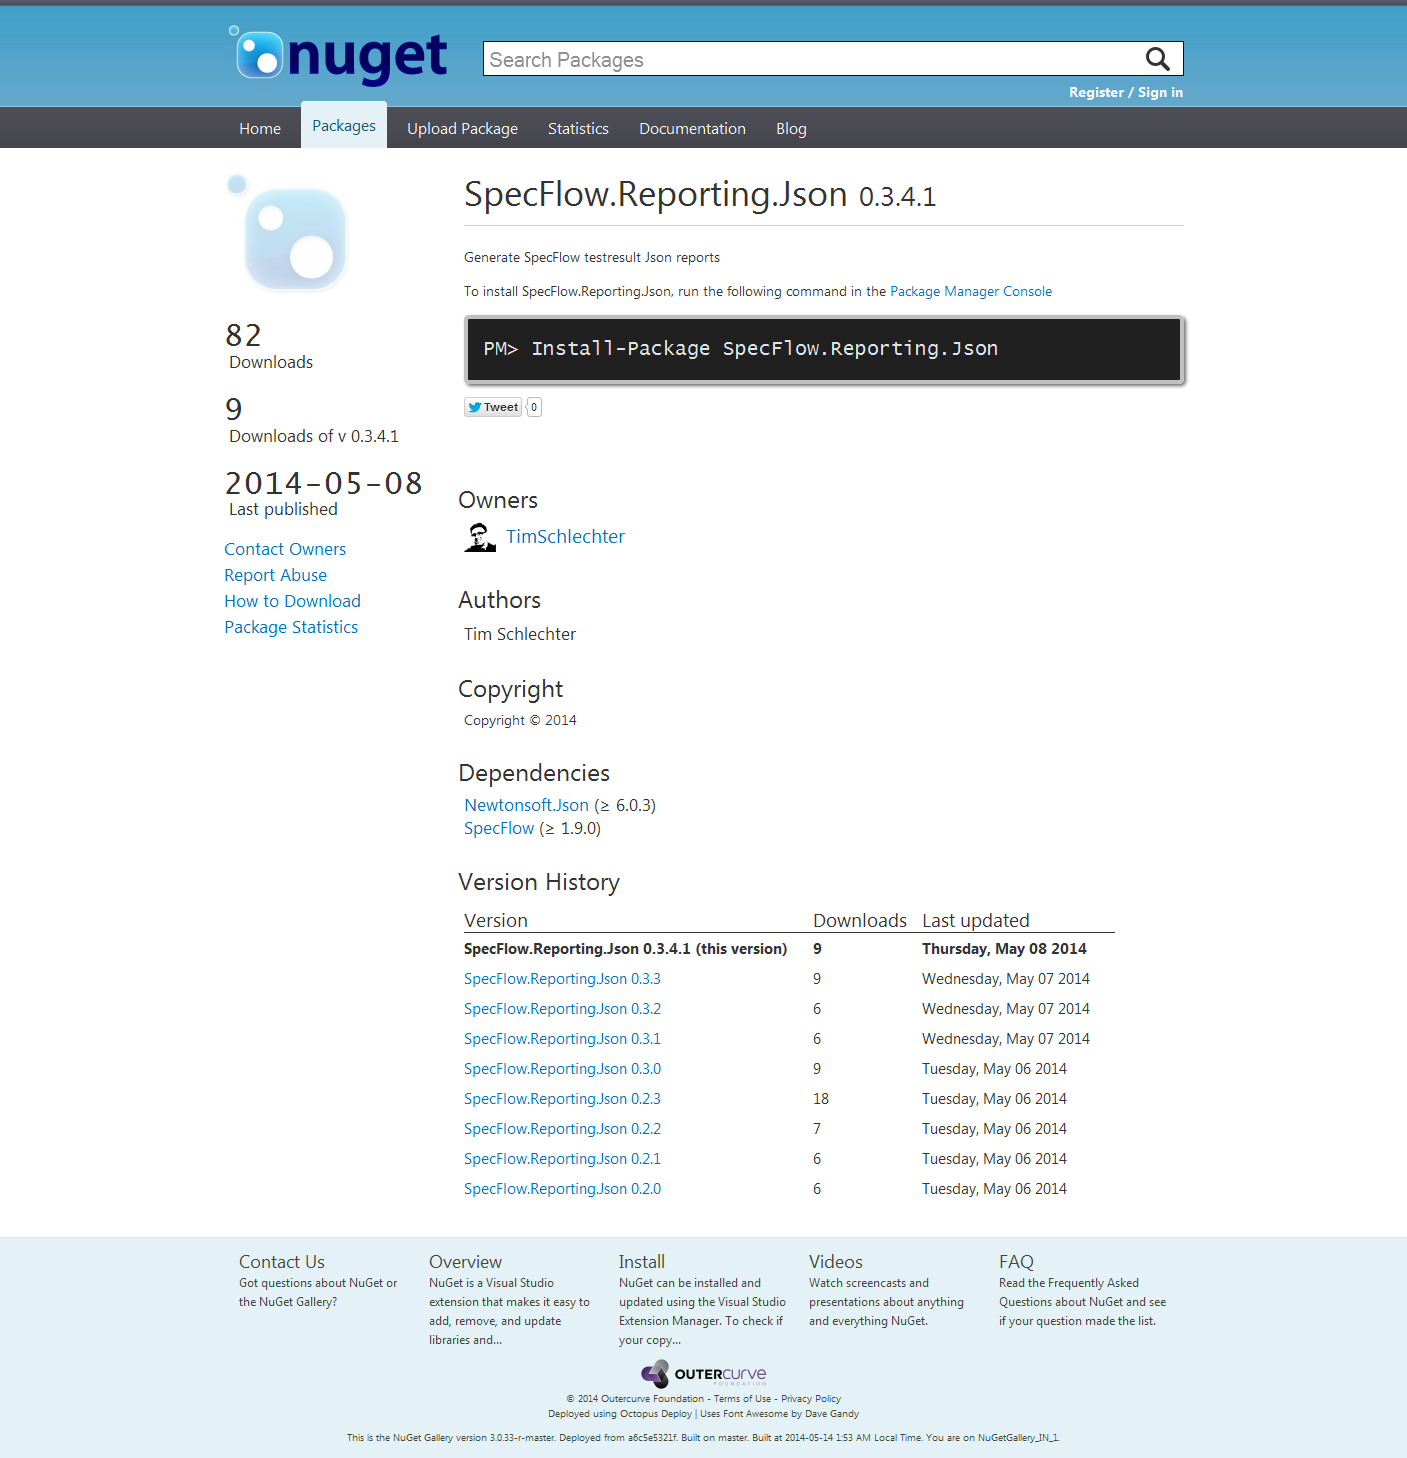 nuget
Search Packages
Register / Sign in
Home Packages Upload Package Statistics Documentation Blog
SpecFlow.Reporting.Json 0.3.4.1
Generate SpecFlow testresult Json reports
To install SpecFlow.Reporting.Json, run the following command in the Package Manager Console
PM> Install-Package SpecFlow.Reporting.Json
Tweet 0
82
Downloads
9
Downloads of v 0.3.4.1
2014-05-08
Last published
Contact Owners
Report Abuse
How to Download
Package Statistics
Owners
TimSchlechter
Authors
Tim Schlechter
Copyright
Copyright © 2014
Dependencies
Newtonsoft.Json (≥ 6.0.3)
SpecFlow (≥ 1.9.0)
Version History
Version Downloads Last updated
SpecFlow.Reporting.Json 0.3.4.1 (this version) 9 Thursday, May 08 2014
SpecFlow.Reporting.Json 0.3.3 9 Wednesday, May 07 2014
SpecFlow.Reporting.Json 0.3.2 6 Wednesday, May 07 2014
SpecFlow.Reporting.Json 0.3.1 6 Wednesday, May 07 2014
SpecFlow.Reporting.Json 0.3.0 9 Tuesday, May 06 2014
SpecFlow.Reporting.Json 0.2.3 18 Tuesday, May 06 2014
SpecFlow.Reporting.Json 0.2.2 7 Tuesday, May 06 2014
SpecFlow.Reporting.Json 0.2.1 6 Tuesday, May 06 2014
SpecFlow.Reporting.Json 0.2.0 6 Tuesday, May 06 2014
Contact Us
Got questions about NuGet or
the NuGet Gallery?
Overview
NuGet is a Visual Studio
extension that makes it easy to
add, remove, and update
libraries and...
Install
NuGet can be installed and
updated using the Visual Studio
Extension Manager. To check if
your copy...
Videos
Watch screencasts and
presentations about anything
and everything NuGet.
FAQ
Read the Frequently Asked
Questions about NuGet and see
if your question made the list.
OUTERCURVE
FOUNDATION
© 2014 Outercurve Foundation - Terms of Use - Privacy Policy
Deployed using Octopus Deploy | Uses Font Awesome by Dave Gandy
This is the NuGet Gallery version 3.0.33-r-master. Deployed from a6c5e5321f. Built on master. Built at 2014-05-14 1:53 AM Local Time. You are on NuGetGallery_IN_1.